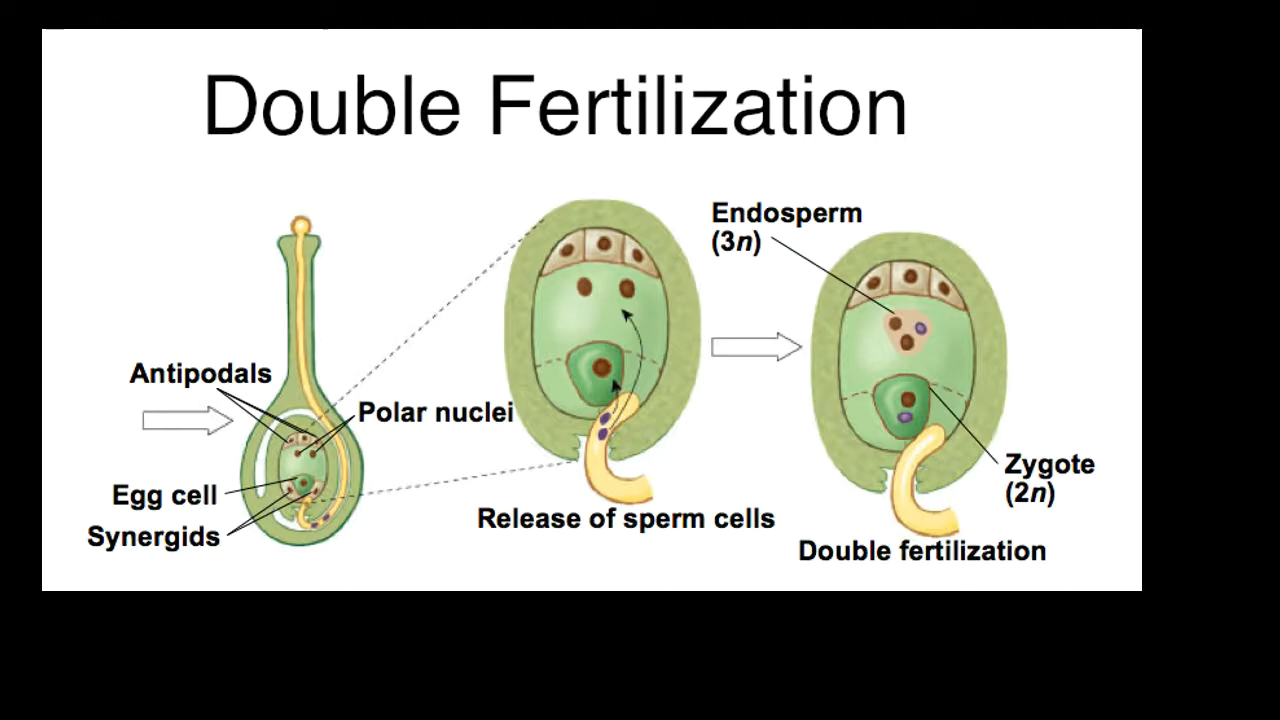 Double Fertilization
Antipodals
Polar nuclei
Egg cell
Synergids
Release of sperm cells
Endosperm
(3n)
Zygote
(2n)
Double fertilization